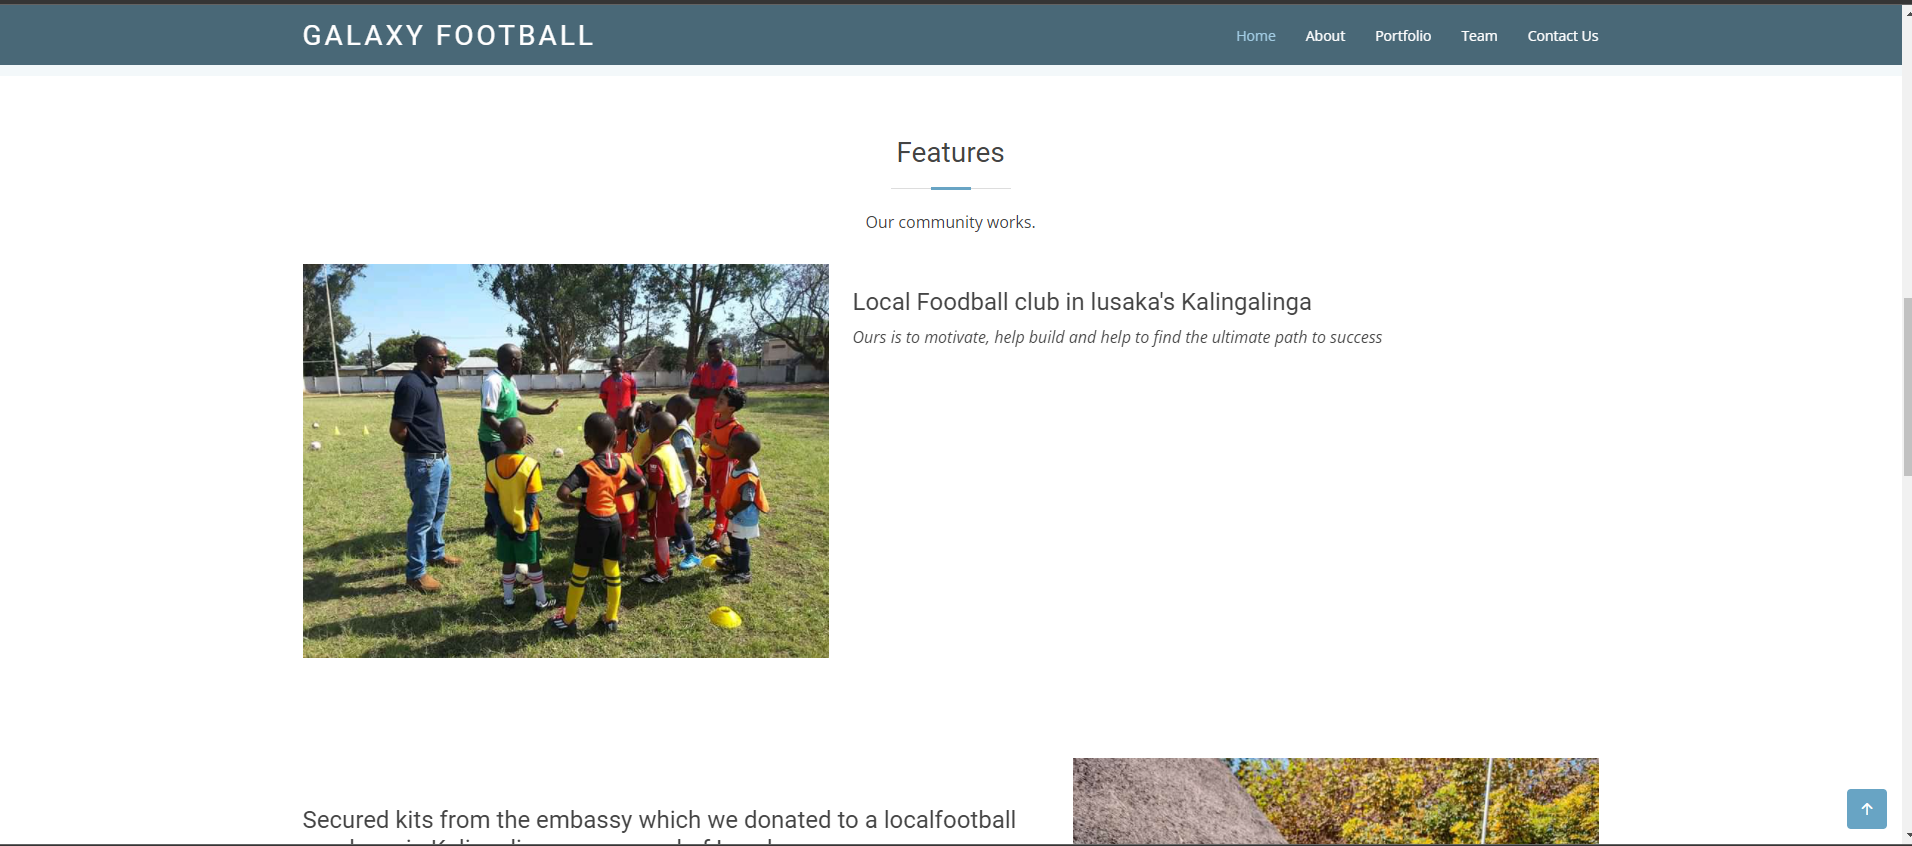 GALAXY FOOTBALL
Home About Portfolio Team Contact Us
Features
Our community works.
Local Foodball club in lusaka's Kalingalinga
Ours is to motivate, help build and help to find the ultimate path to success
Secured kits from the embassy which we donated to a localfootball